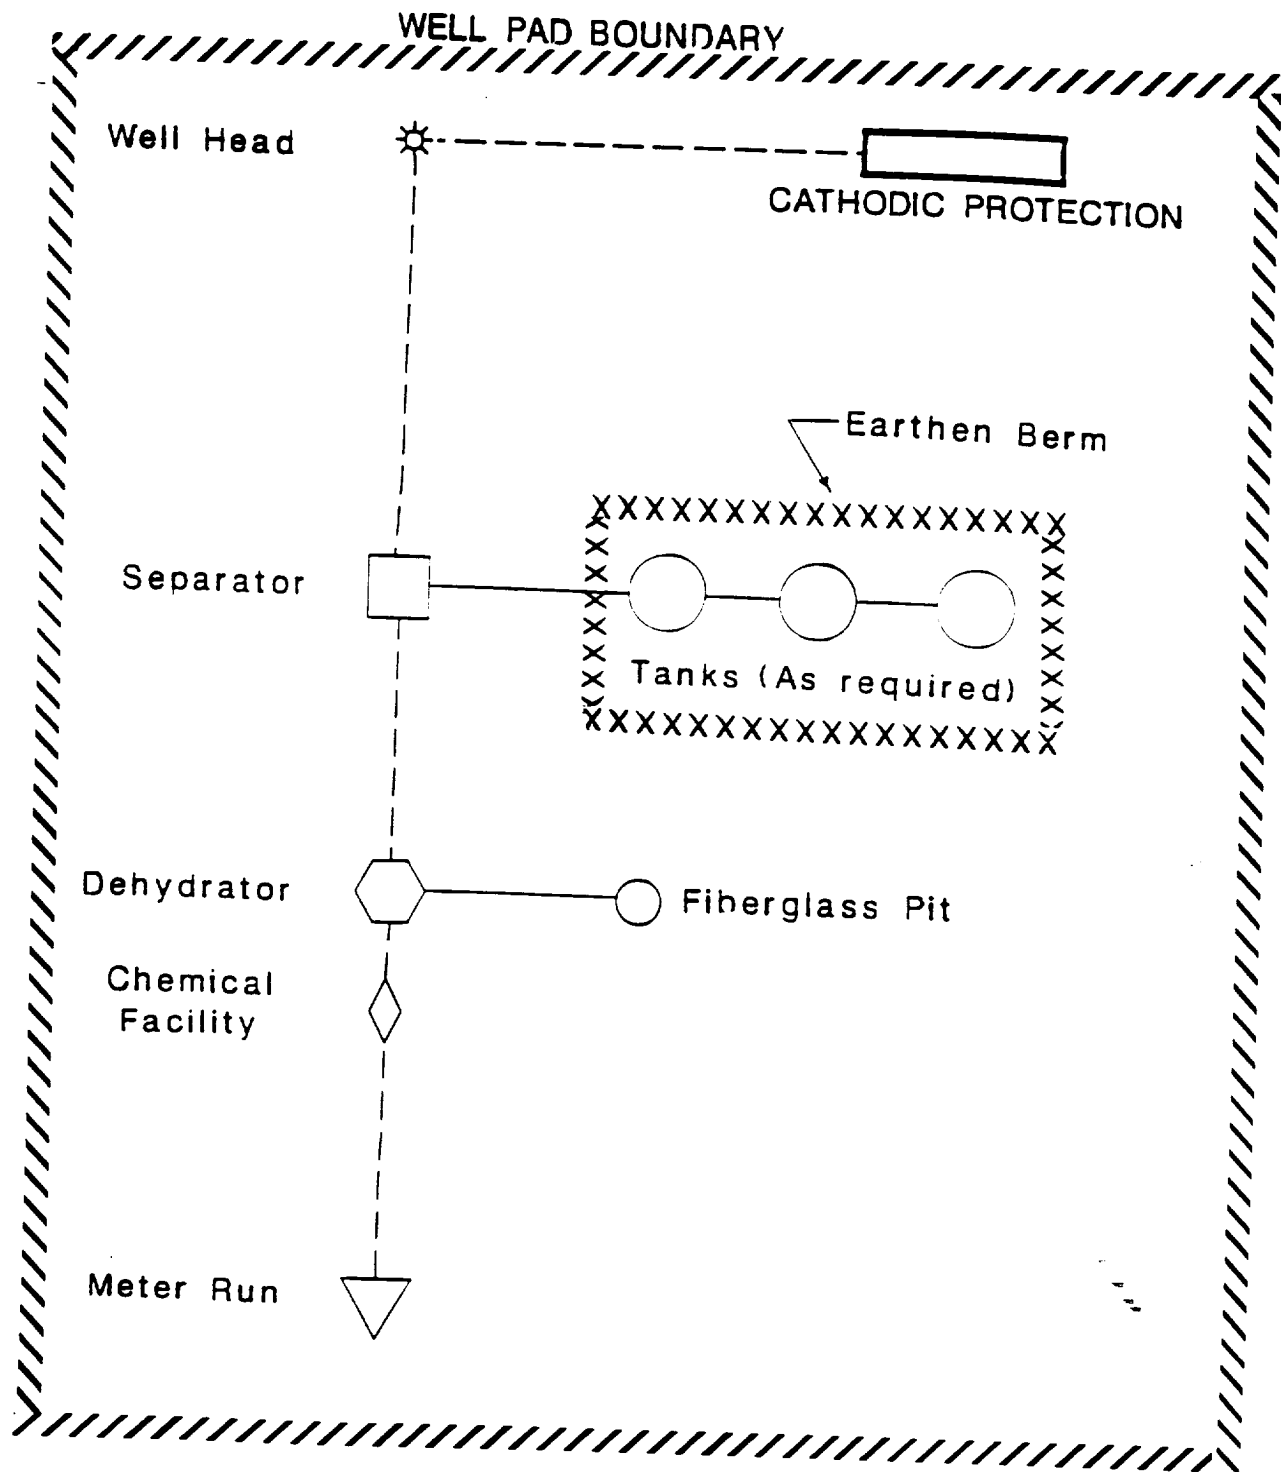 WELL PAD BOUNDARY
Well Head
CATHODIC PROTECTION
Earthen Berm
Separator
Tanks (As required)
Dehydrator
Fiberglass Pit
Chemical
Facility
Meter Run